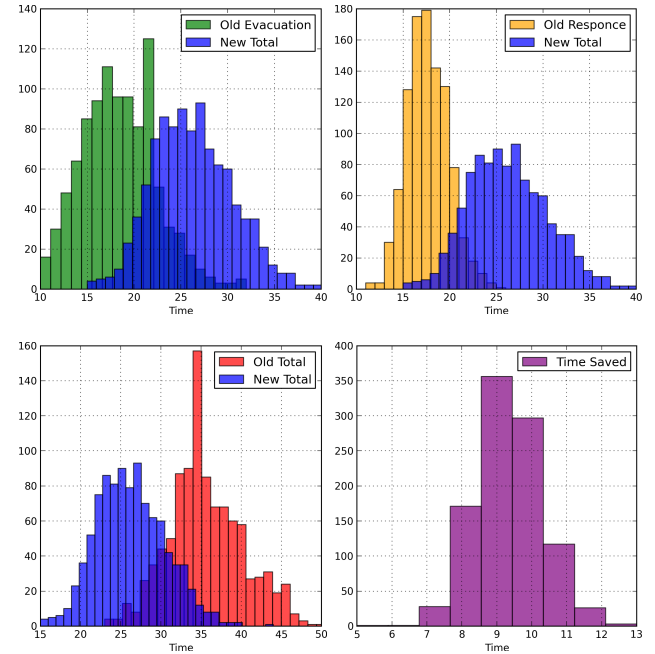 140
120
100
80
60
40
20
0
10 15 20 25 30 35 40
Time
Old Evacuation
New Total
180
160
140
120
100
80
60
40
20
0
10 15 20 25 30 35 40
Time
Old Responce
New Total
160
140
120
100
80
60
40
20
0
15 20 25 30 35 40 45 50
Time
Old Total
New Total
400
350
300
250
200
150
100
50
0
5 6 7 8 9 10 11 12 13
Time
Time Saved